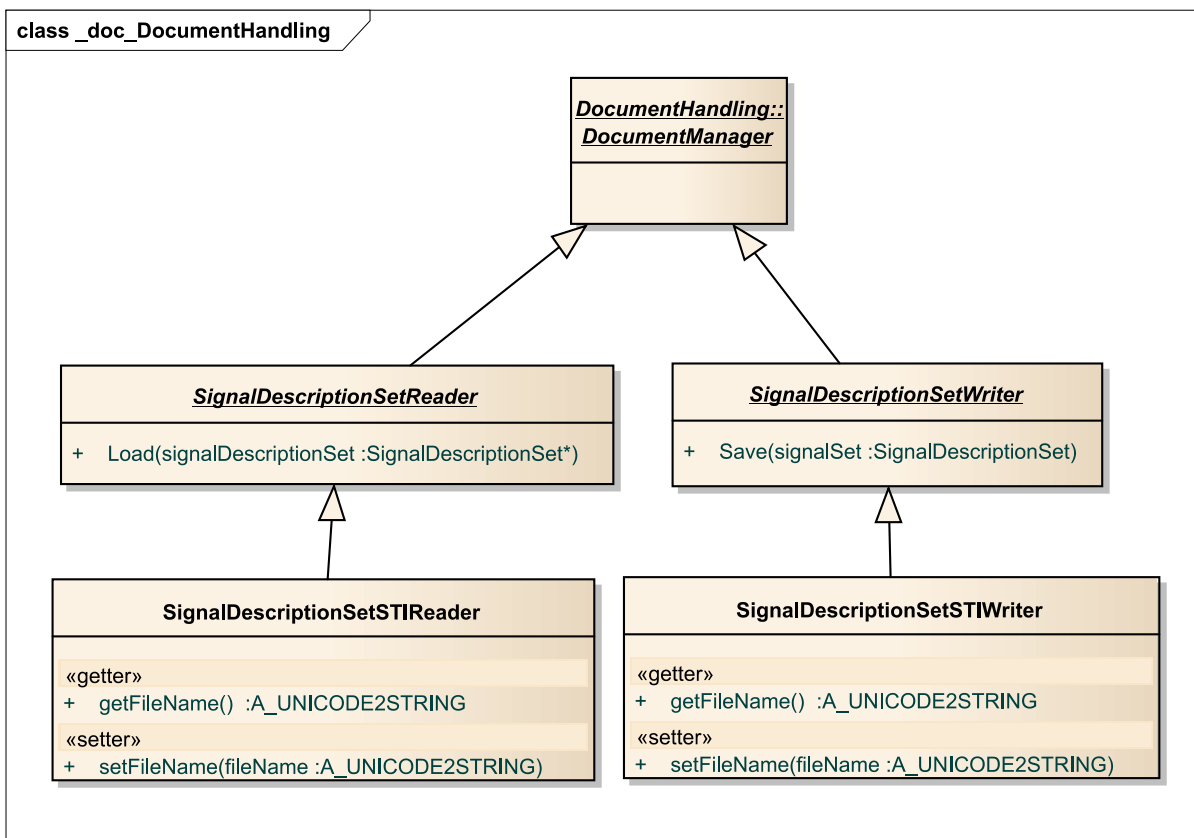 class _doc_DocumentHandling
DocumentHandling::
DocumentManager
SignalDescriptionSetReader
+ Load(signalDescriptionSet :SignalDescriptionSet*)
SignalDescriptionSetWriter
+ Save(signalSet :SignalDescriptionSet)
SignalDescriptionSetSTIReader
«getter»
+ getFileName() :A_UNICODE2STRING
«setter»
+ setFileName(fileName :A_UNICODE2STRING)
SignalDescriptionSetSTIWriter
«getter»
+ getFileName() :A_UNICODE2STRING
«setter»
+ setFileName(fileName :A_UNICODE2STRING)